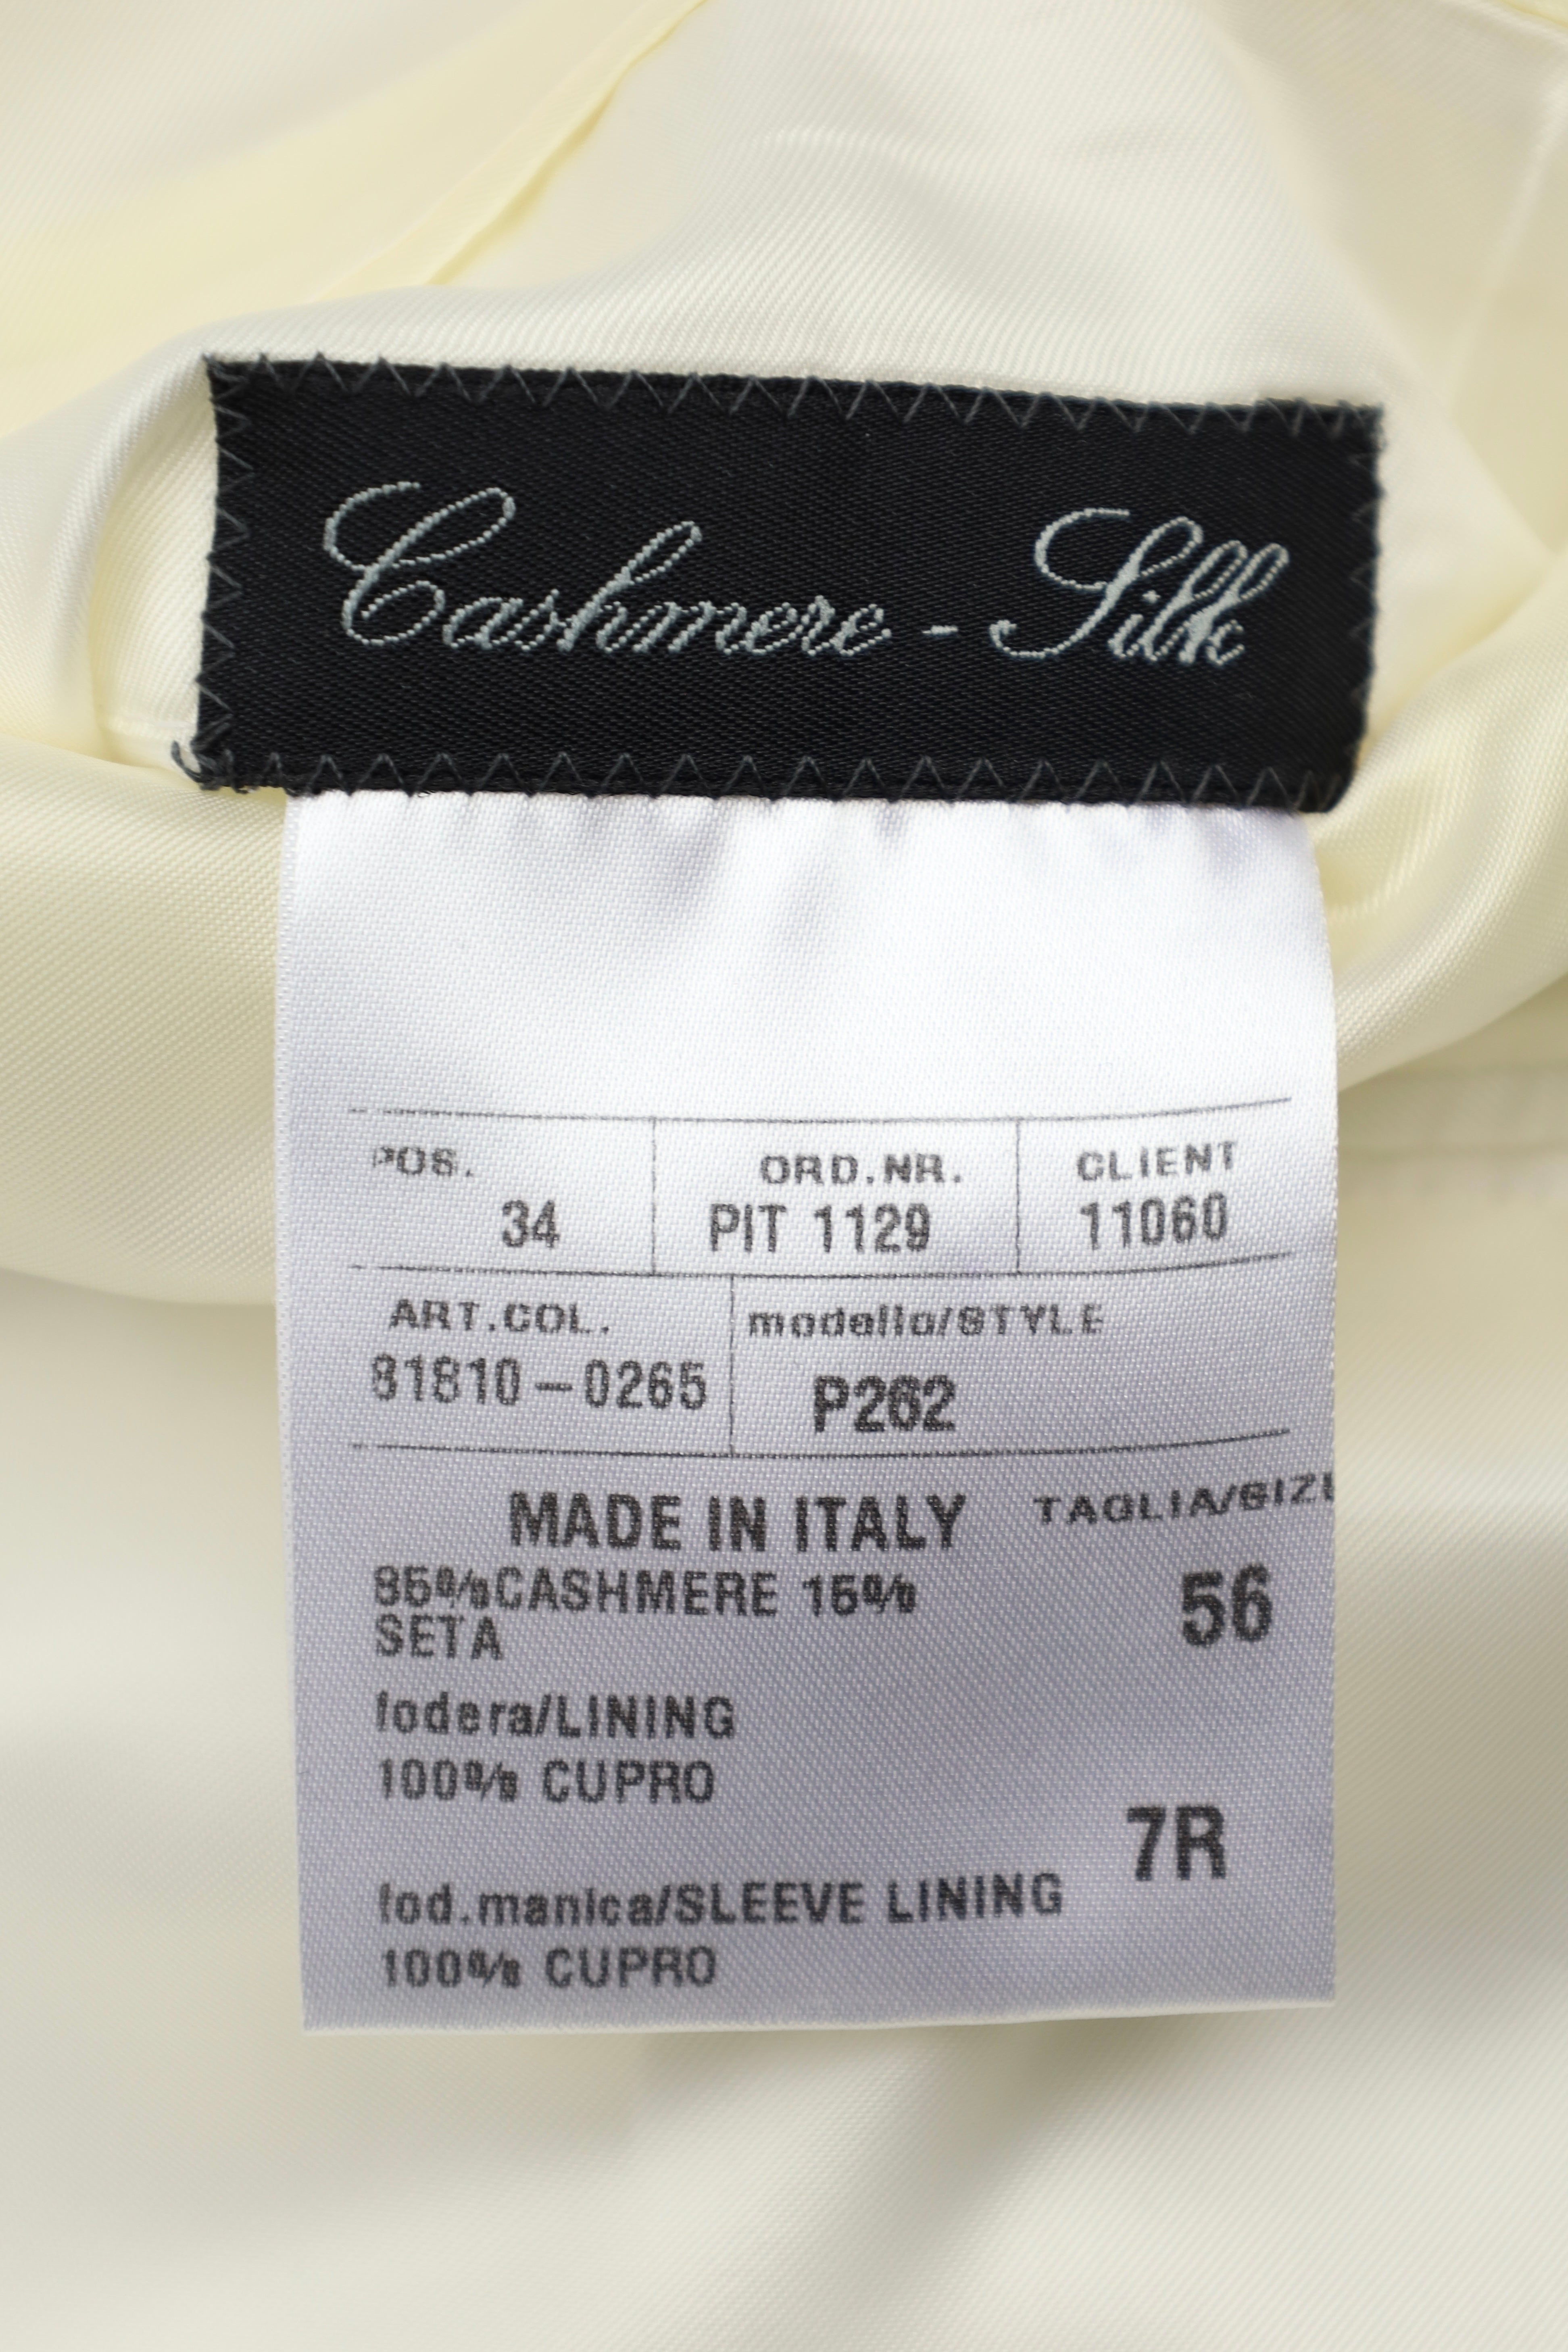 Cashmere - Silk
POS. ORD.NR. CLIENT
34 PIT 1129 11060
ART.COL. modello/STYLE
81810-0265 P262
MADE IN ITALY TAGLIA/SIZE
85%CASHMERE 15% 56
SETA
fodera/LINING
100% CUPRO
7R
fod.manica/SLEEVE LINING
100% CUPRO